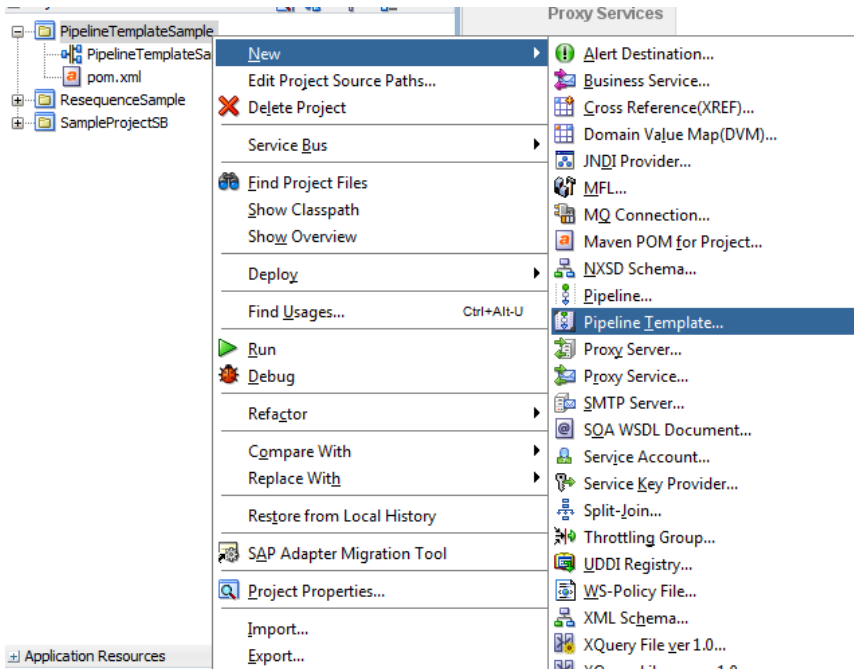 Proxy Services
PipelineTemplateSample
PipelineTemplateSa
pom.xml
ResequenceSample
SampleProjectSB
Application Resources
New
Edit Project Source Paths...
Delete Project
Service Bus
Find Project Files
Show Classpath
Show Overview
Deploy
Find Usages... Ctrl+Alt-U
Run
Debug
Refactor
Compare With
Replace With
Restore from Local History
SAP Adapter Migration Tool
Project Properties...
Import...
Export...
Alert Destination...
Business Service...
Cross Reference(XREF)...
Domain Value Map(DVM)...
JNDI Provider...
MFL...
MQ Connection...
Maven POM for Project...
NXSD Schema...
Pipeline...
Pipeline Template...
Proxy Server...
Proxy Service...
SMTP Server...
SOA WSDL Document...
Service Account...
Service Key Provider...
Split-Join...
Throttling Group...
UDDI Registry...
WS-Policy File...
XML Schema...
XQuery File ver 1.0...